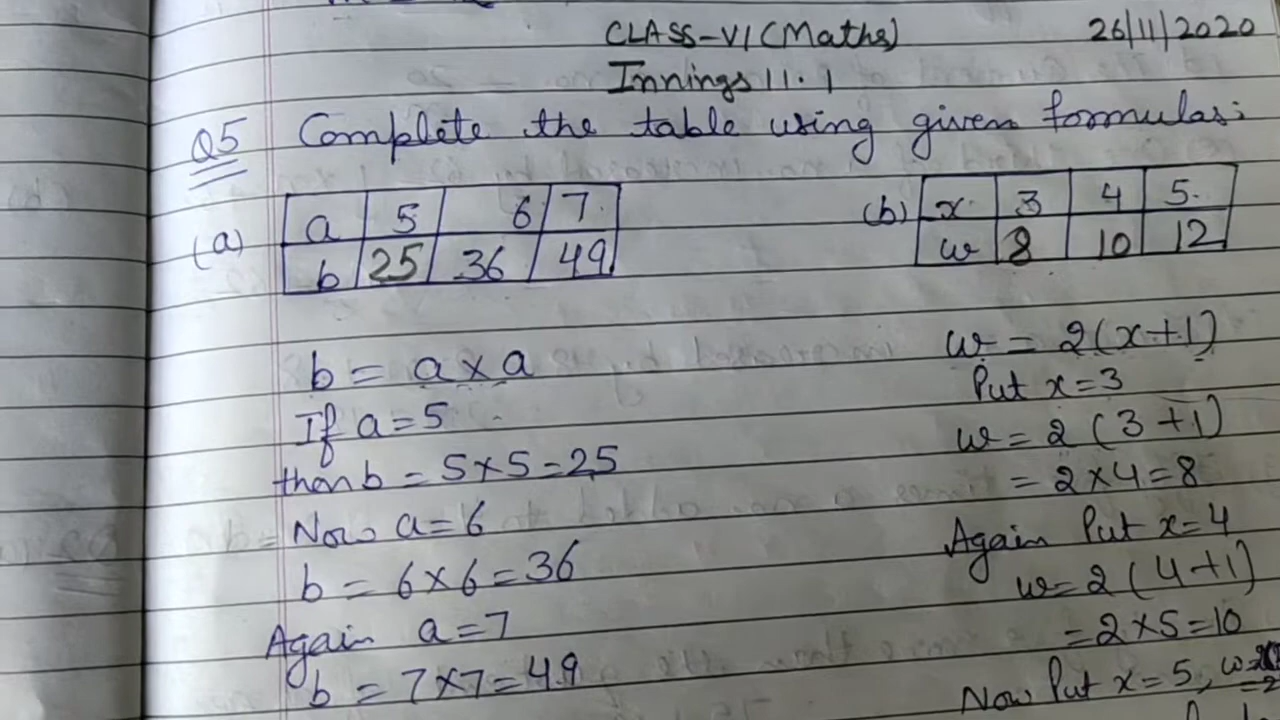 CLASS-VI (Maths) 26/11/2020
Innings 11.1
Q5 Complete the table using given formulas:
(a) a 5 6 7
b 25 36 49
(b) x 3 4 5
w 8 10 12
b = a x a
If a=5
then b = 5x5=25
Now a=6
b = 6x6=36
Again a=7
b = 7x7=49
w = 2(x+1)
Put x=3
w = 2 (3+1)
= 2x4=8
Again Put x=4
w=2(4+1)
=2x5=10
Now Put x=5, w=